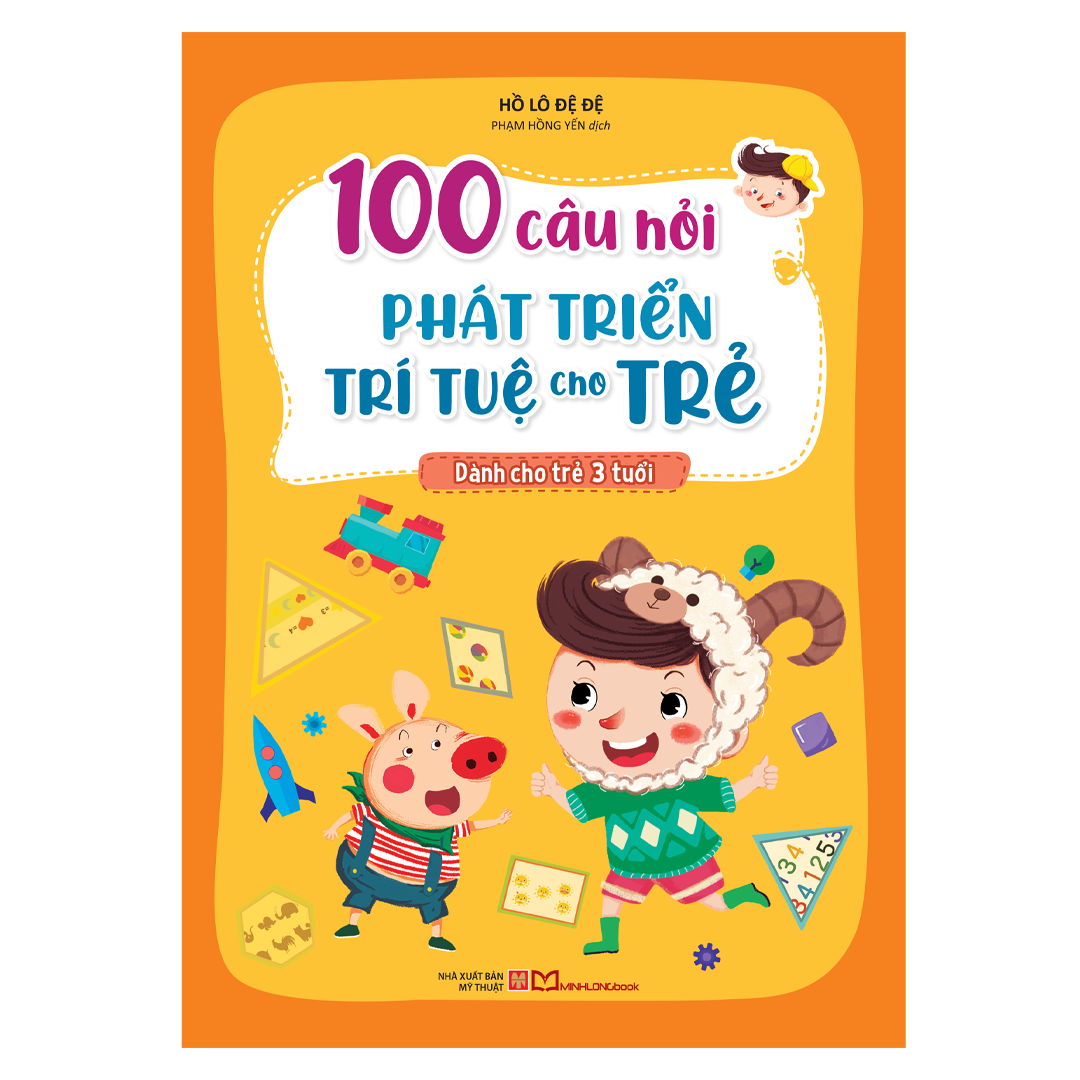 HỒ LÔ ĐỆ ĐỆ
PHẠM HỒNG YẾN dịch
100 câu hỏi
PHÁT TRIỂN
TRÍ TUỆ cho TRẺ
Dành cho trẻ 3 tuổi
NHÀ XUẤT BẢN
MỸ THUẬT
MINHLONGbook